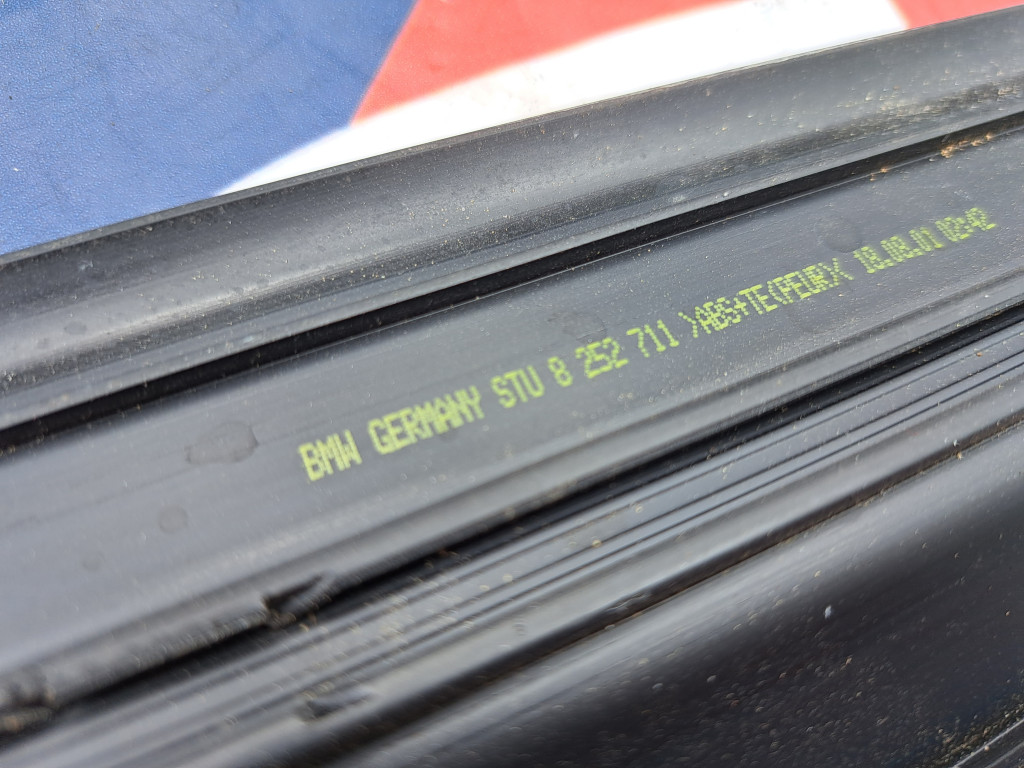 BMW GERMANY STU 8 252 711 >ABS+TE(PEUR)< 18.08.01 02:42